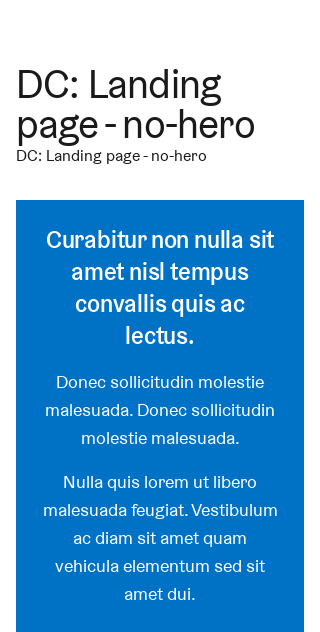 DC: Landing
page - no-hero
DC: Landing page - no-hero
Curabitur non nulla sit
amet nisl tempus
convallis quis ac
lectus.
Donec sollicitudin molestie
malesuada. Donec sollicitudin
molestie malesuada.
Nulla quis lorem ut libero
malesuada feugiat. Vestibulum
ac diam sit amet quam
vehicula elementum sed sit
amet dui.